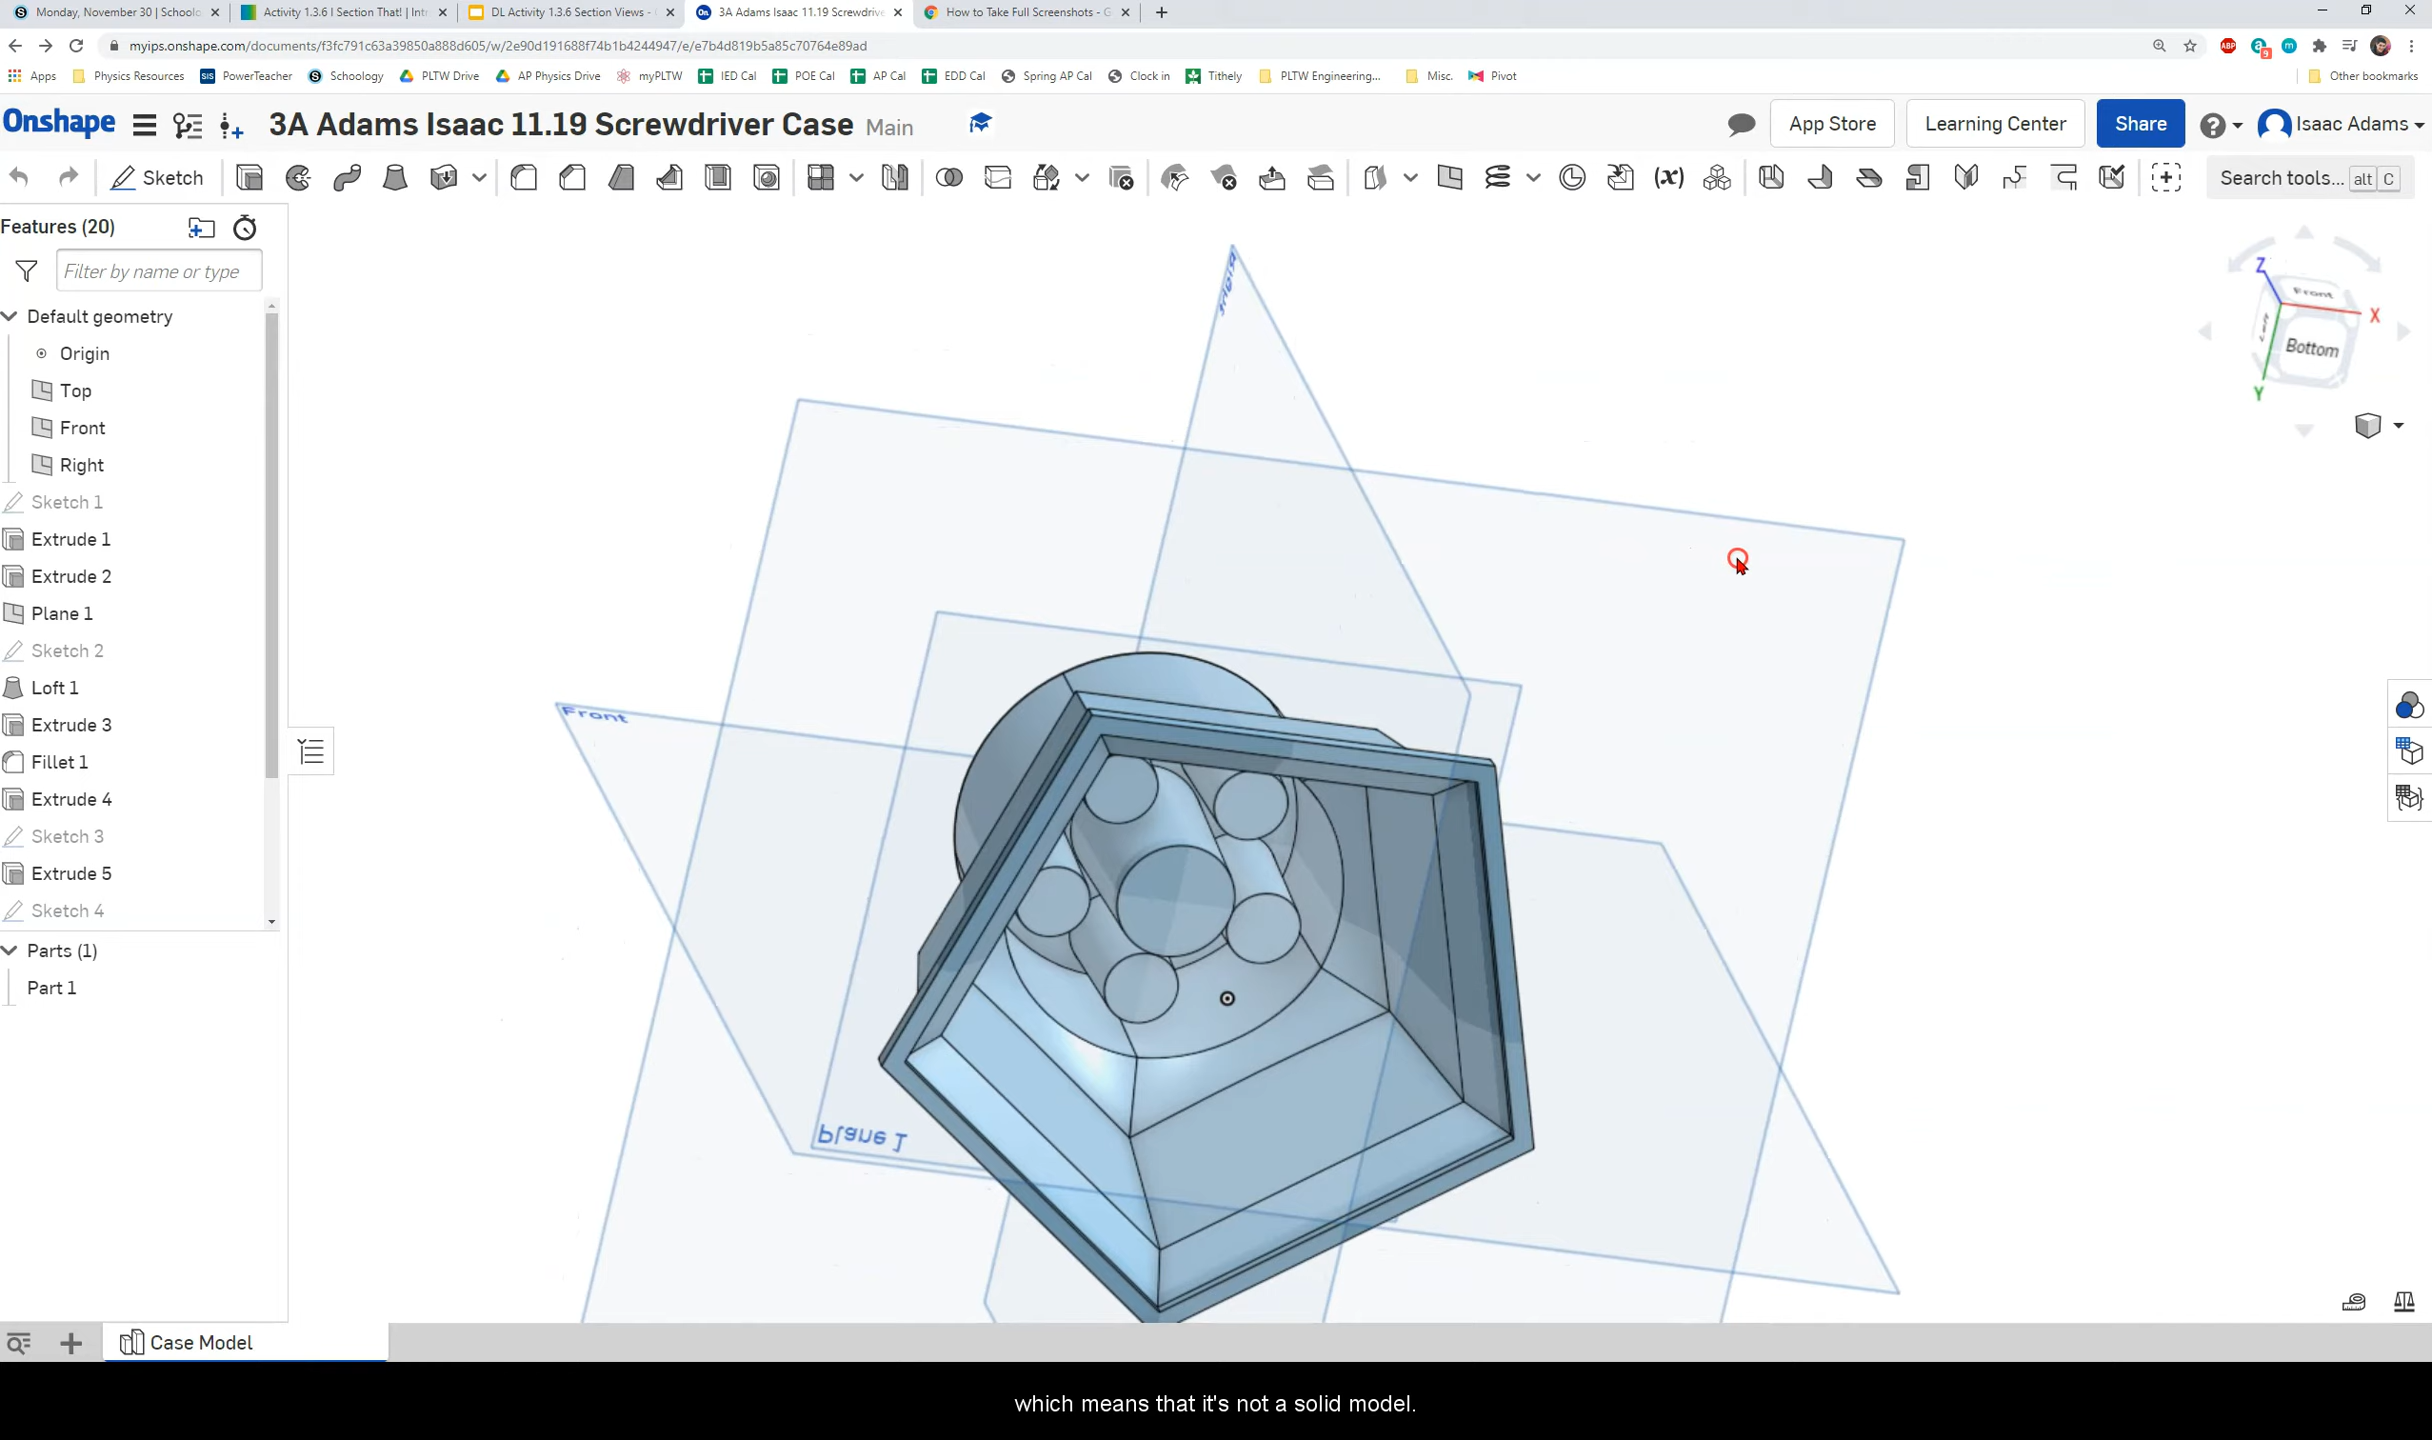 Monday, November 30 | Schoolo
Activity 1.3.6 I Section That! | Intr
DL Activity 1.3.6 Section Views -
3A Adams Isaac 11.19 Screwdriv
How to Take Full Screenshots - G
myips.onshape.com/documents/f3fc791c63a39850a888d605/w/2e90d191688f74b1b4244947/e/e7b4d819b5a85c70764e89ad
Apps
Physics Resources
PowerTeacher
Schoology
PLTW Drive
AP Physics Drive
myPLTW
IED Cal
POE Cal
AP Cal
EDD Cal
Spring AP Cal
Clock in
Tithely
PLTW Engineering...
Misc.
Pivot
Other bookmarks
Onshape
3A Adams Isaac 11.19 Screwdriver Case Main
App Store
Learning Center
Share
Isaac Adams
Sketch
Search tools... alt C
Features (20)
Filter by name or type
Default geometry
Origin
Top
Front
Right
Sketch 1
Extrude 1
Extrude 2
Plane 1
Sketch 2
Loft 1
Extrude 3
Fillet 1
Extrude 4
Sketch 3
Extrude 5
Sketch 4
Parts (1)
Part 1
Right
Front
Plane 1
Z
Front
X
Left
Bottom
Y
Case Model
which means that it's not a solid model.